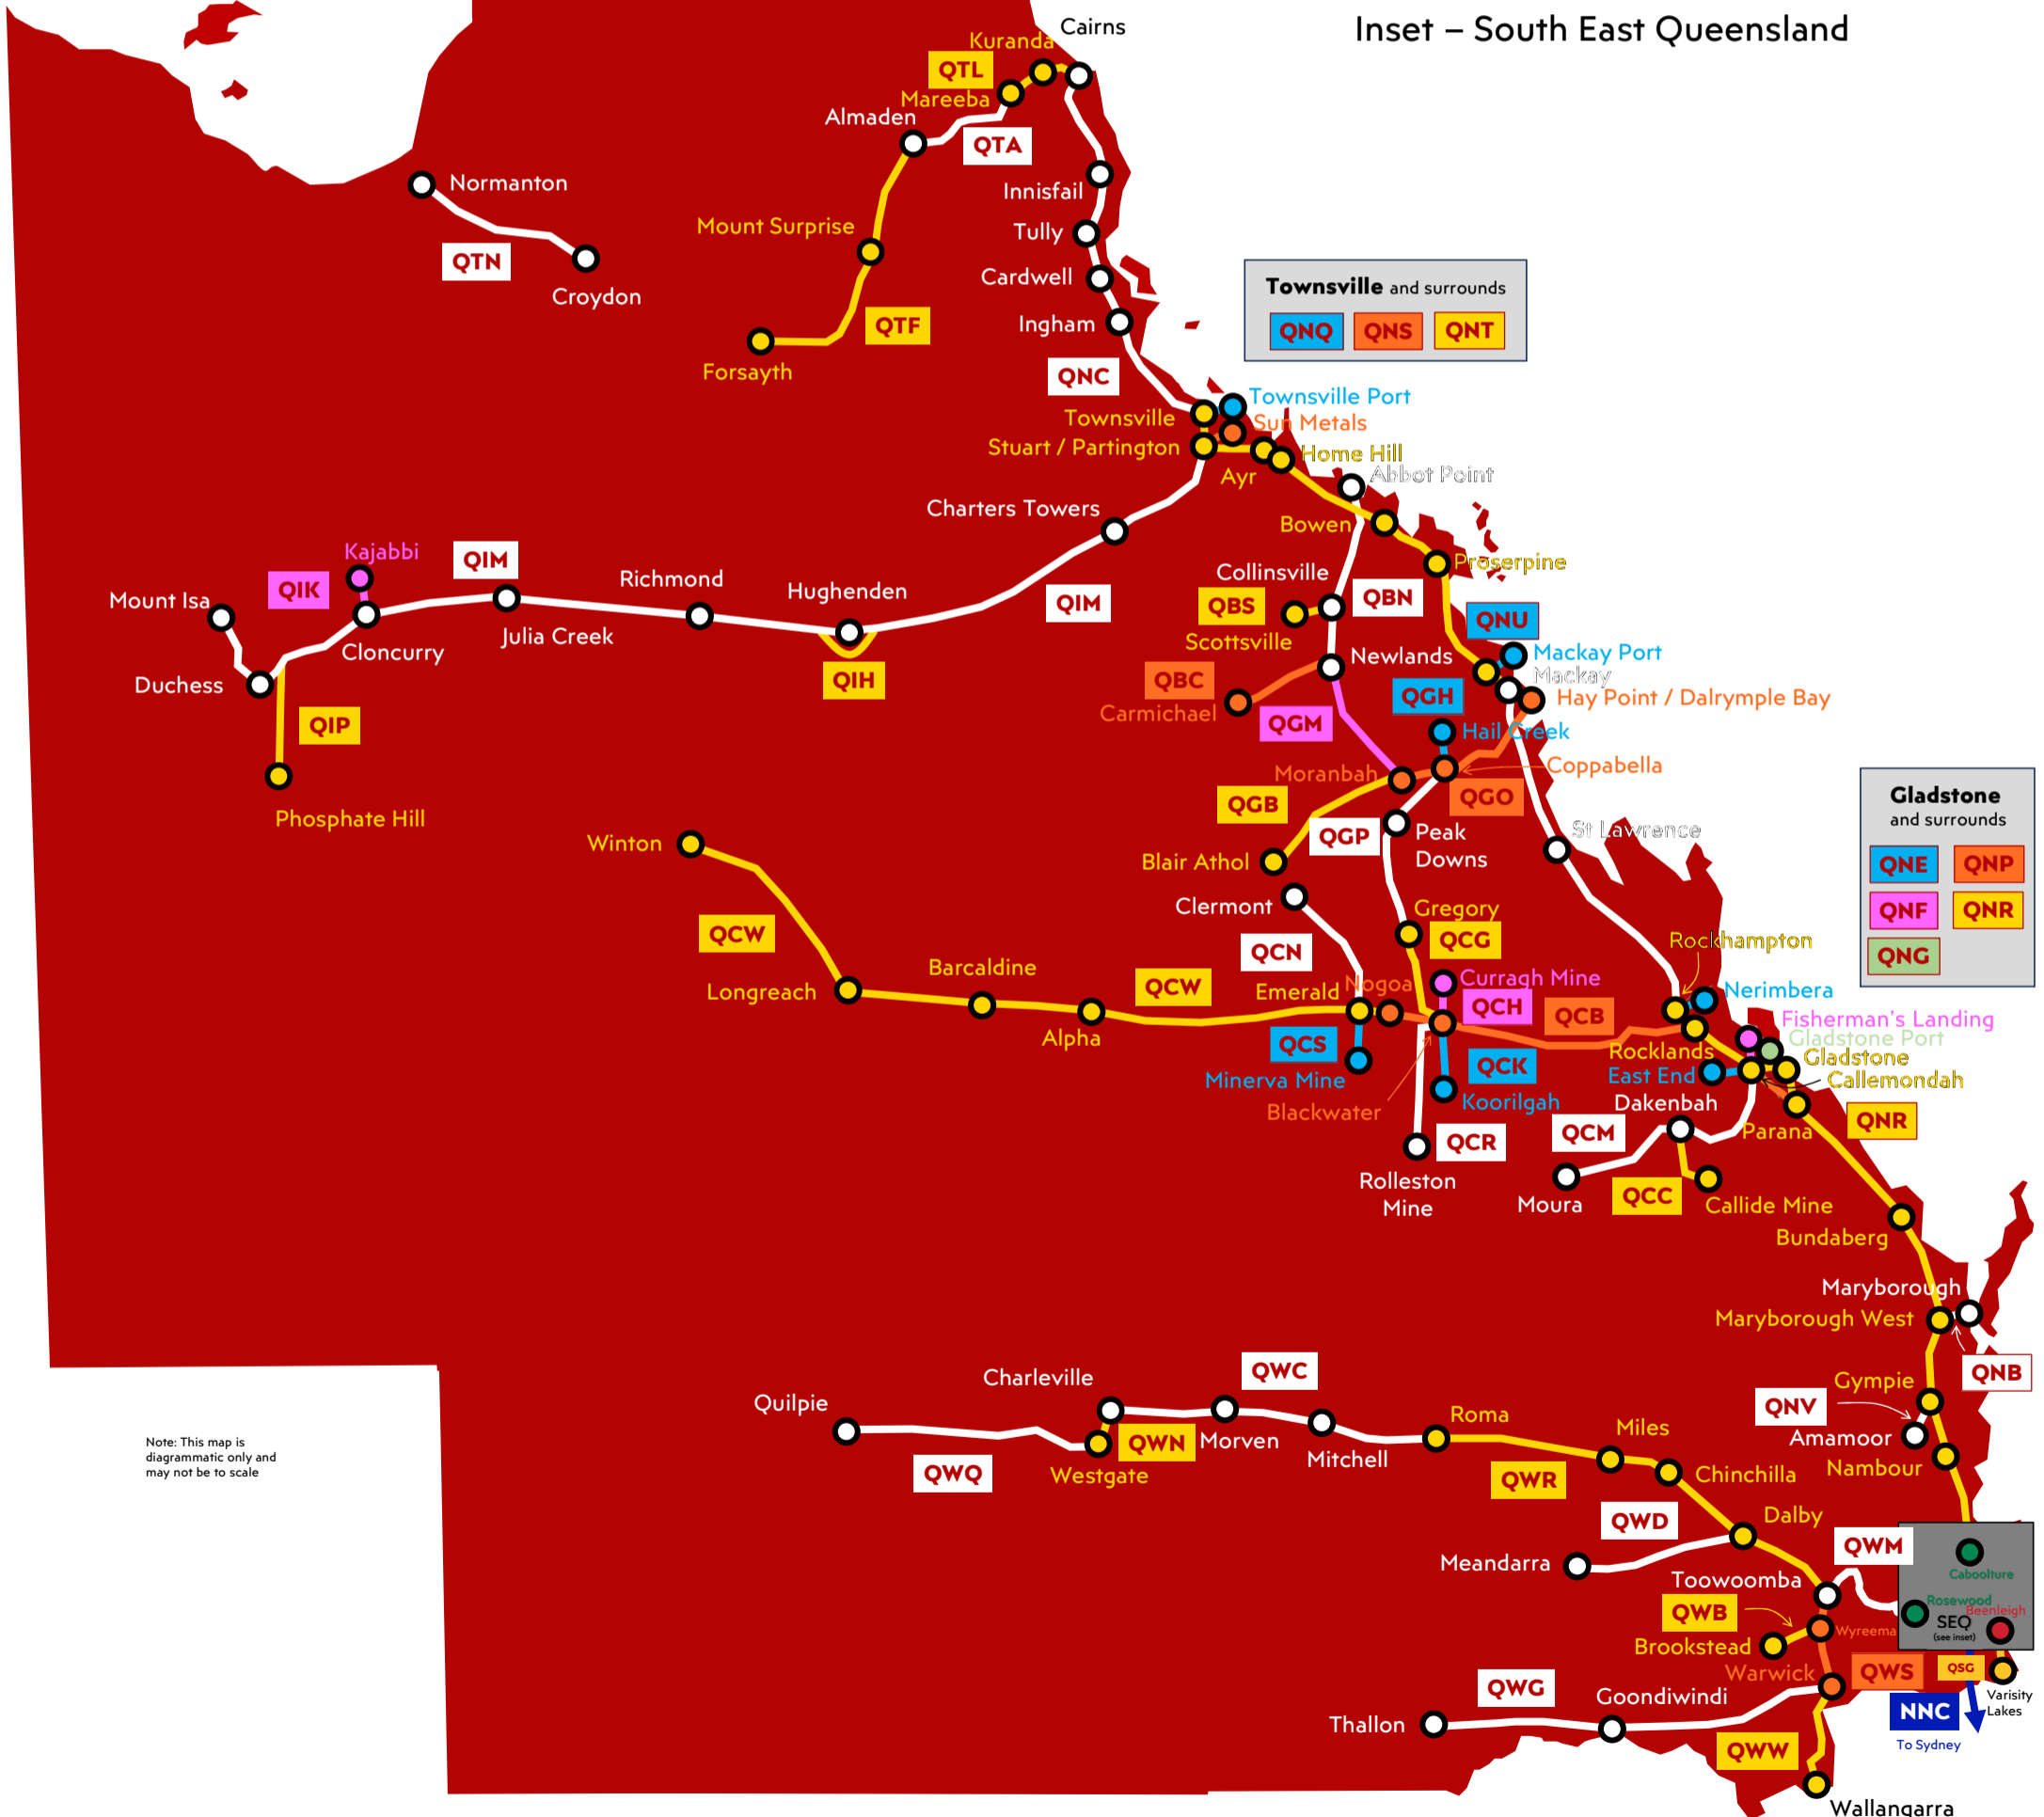 Inset – South East Queensland
Cairns
Kuranda
QTL
Mareeba
Almaden
QTA
Normanton
Innisfail
Mount Surprise
Tully
QTN
Cardwell
Croydon
Ingham
QTF
Forsayth
QNC
Townsville and surrounds
QNQ QNS QNT
Townsville Port
Townsville
Sun Metals
Stuart / Partington
Home Hill
Ayr
Abbot Point
Charters Towers
Bowen
Kajabbi
QIM
Proserpine
Collinsville
Richmond
QIK
Hughenden
Mount Isa
QIM
QBS
QBN
QNU
Julia Creek
Scottsville
Cloncurry
Newlands
Mackay Port
Duchess
QIH
QBC
Mackay
QGH
Hay Point / Dalrymple Bay
Carmichael
QIP
QGM
Hail Creek
Moranbah
Coppabella
QGB
QGO
Phosphate Hill
Gladstone
and surrounds
QNE QNP
QNF QNR
QNG
Winton
QGP
Peak
Downs
St Lawrence
Blair Athol
Clermont
Gregory
QCW
QCN
QCG
Rockhampton
Barcaldine
Longreach
QCW
Emerald
Nogoa
Curragh Mine
Nerimbera
QCH
QCB
Fisherman's Landing
Alpha
Gladstone Port
QCS
Rocklands
Gladstone
Minerva Mine
QCK
East End
Callemondah
Blackwater
Koorilgah
Dakenbah
QNR
QCM
Parana
QCR
Rolleston
Mine
Moura
QCC
Callide Mine
Bundaberg
Maryborough
Maryborough West
QNB
Charleville
QWC
Gympie
Quilpie
QNV
Roma
Miles
Amamoor
Note: This map is
diagrammatic only and
may not be to scale
QWN
Morven
Mitchell
Nambour
QWQ
Westgate
QWR
Chinchilla
Dalby
QWD
QWM
Meandarra
Toowoomba
Caboolture
Rosewood
QWB
Beenleigh
SEQ
(see inset)
Brookstead
Wyreema
Warwick
QWS
QSG
QWG
Goondiwindi
Varisity
Lakes
Thallon
NNC
To Sydney
QWW
Wallangarra